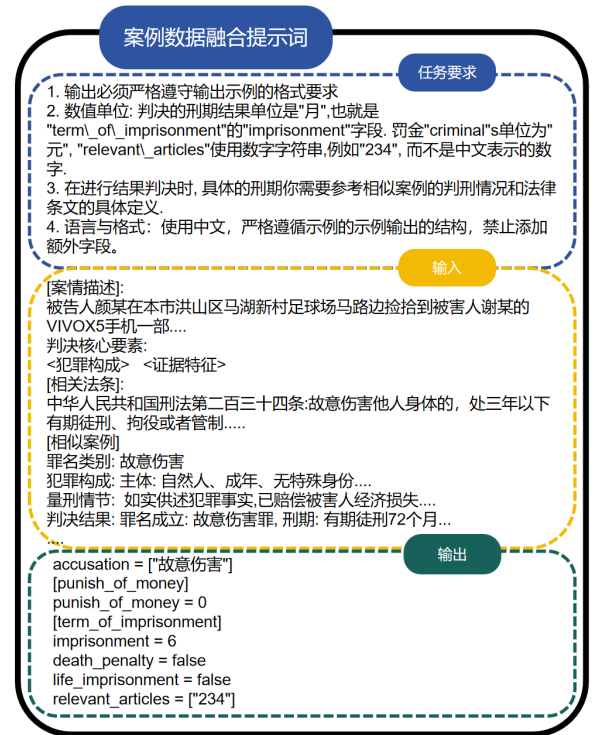 案例数据融合提示词
任务要求
1. 输出必须严格遵守输出示例的格式要求
2. 数值单位: 判决的刑期结果单位是"月",也就是
"term\_of\_imprisonment"的"imprisonment"字段. 罚金"criminal"s单位为"
元", "relevant\_articles"使用数字字符串,例如"234", 而不是中文表示的数
字.
3. 在进行结果判决时, 具体的刑期你需要参考相似案例的判刑情况和法律
条文的具体定义.
4. 语言与格式：使用中文，严格遵循示例的示例输出的结构，禁止添加
额外字段。
输入
[案情描述]:
被告人颜某在本市洪山区马湖新村足球场马路边捡拾到被害人谢某的
VIVOX5手机一部....
判决核心要素:
<犯罪构成> <证据特征>
[相关法条]:
中华人民共和国刑法第二百三十四条:故意伤害他人身体的，处三年以下
有期徒刑、拘役或者管制.....
[相似案例]
罪名类别: 故意伤害
犯罪构成: 主体: 自然人、成年、无特殊身份....
量刑情节: 如实供述犯罪事实,已赔偿被害人经济损失....
判决结果: 罪名成立: 故意伤害罪, 刑期: 有期徒刑72个月...
....
输出
accusation = ["故意伤害"]
[punish_of_money]
punish_of_money = 0
[term_of_imprisonment]
imprisonment = 6
death_penalty = false
life_imprisonment = false
relevant_articles = ["234"]